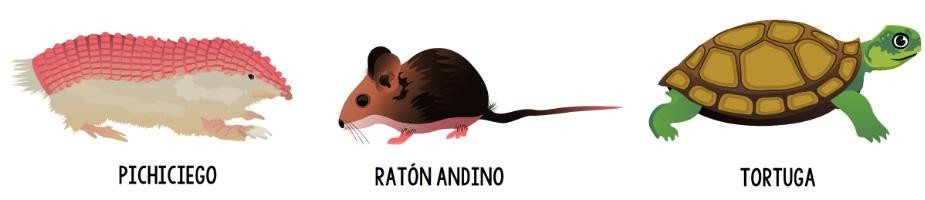 PICHICIEGO
RATÓN ANDINO
TORTUGA